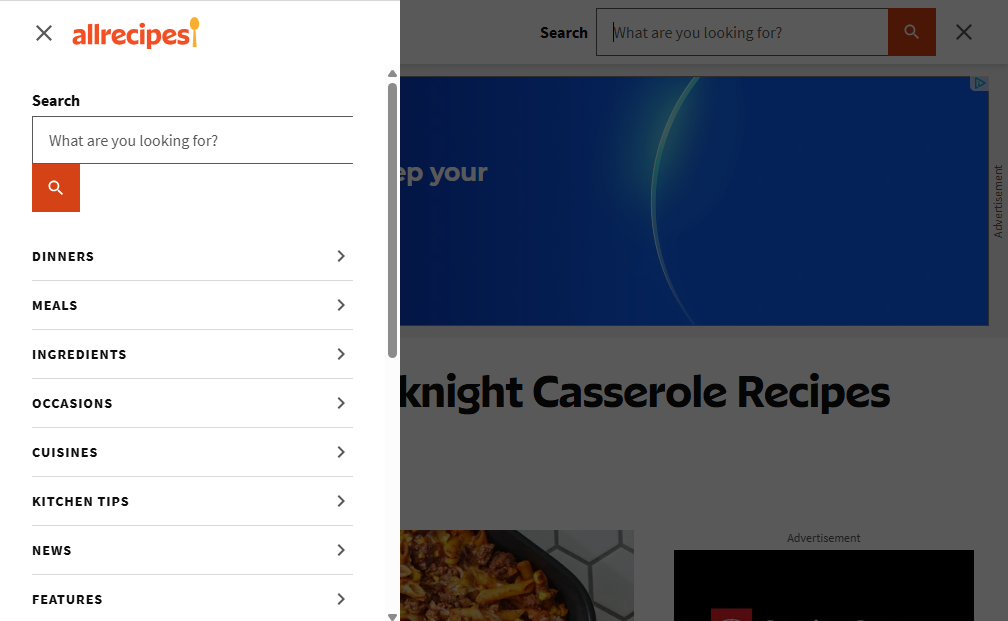 allrecipes
Search
What are you looking for?
DINNERS
MEALS
INGREDIENTS
OCCASIONS
CUISINES
KITCHEN TIPS
NEWS
FEATURES
Search
What are you looking for?
ep your
Advertisement
knight Casserole Recipes
Advertisement